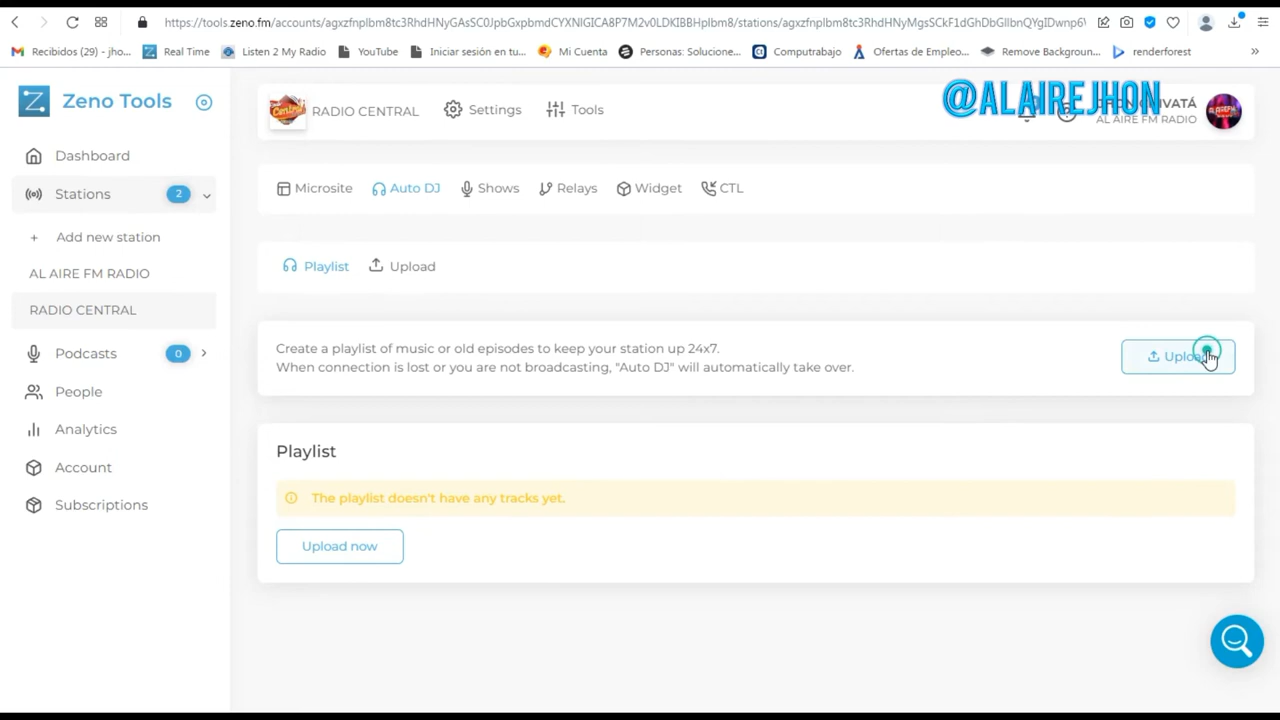 https://tools.zeno.fm/accounts/agxzfnplbm8tc3RhdHNyGAsSC0JpbGxpbmdCYXNlGICA8P7M2v0LDKIBBHplbm8/stations/agxzfnplbm8tc3RhdHNyMgsSCkF1dGhDbGllbnQYgIDwnp6\
Recibidos (29) - jho...
Real Time
Listen 2 My Radio
YouTube
Iniciar sesión en tu...
Mi Cuenta
Personas: Solucione...
Computrabajo
Ofertas de Empleo...
Remove Backgroun...
renderforest
»
Zeno Tools
RADIO CENTRAL
Settings
Tools
@ALAIREJHON
AL AIRE FM RADIO
Dashboard
Stations
2
+ Add new station
AL AIRE FM RADIO
RADIO CENTRAL
Podcasts
0
People
Analytics
Account
Subscriptions
Microsite
Auto DJ
Shows
Relays
Widget
CTL
Playlist
Upload
Create a playlist of music or old episodes to keep your station up 24x7.
When connection is lost or you are not broadcasting, "Auto DJ" will automatically take over.
Upload
Playlist
The playlist doesn't have any tracks yet.
Upload now